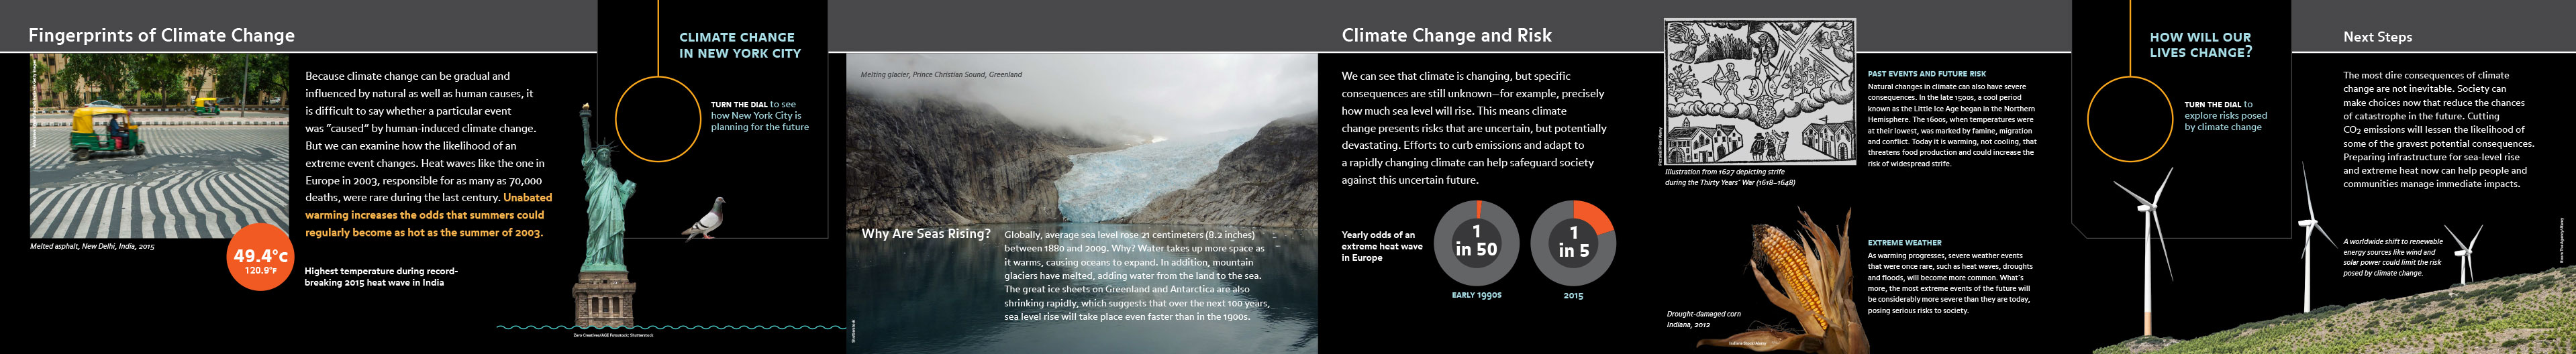 Fingerprints of Climate Change
Because climate change can be gradual and
influenced by natural as well as human causes, it
is difficult to say whether a particular event
was "caused" by human-induced climate change.
But we can examine how the likelihood of an
extreme event changes. Heat waves like the one in
Europe in 2003, responsible for as many as 70,000
deaths, were rare during the last century. Unabated
warming increases the odds that summers could
regularly become as hot as the summer of 2003.
Melted asphalt, New Delhi, India, 2015
49.4°C
120.9°F
Highest temperature during record-
breaking 2015 heat wave in India
CLIMATE CHANGE
IN NEW YORK CITY
TURN THE DIAL to see
how New York City is
planning for the future
Melting glacier, Prince Christian Sound, Greenland
Why Are Seas Rising?
Globally, average sea level rose 21 centimeters (8.2 inches)
between 1880 and 2009. Why? Water takes up more space as
it warms, causing oceans to expand. In addition, mountain
glaciers have melted, adding water from the land to the sea.
The great ice sheets on Greenland and Antarctica are also
shrinking rapidly, which suggests that over the next 100 years,
sea level rise will take place even faster than in the 1900s.
Shutterstock
Climate Change and Risk
We can see that climate is changing, but specific
consequences are still unknown—for example, precisely
how much sea level will rise. This means climate
change presents risks that are uncertain, but potentially
devastating. Efforts to curb emissions and adapt to
a rapidly changing climate can help safeguard society
against this uncertain future.
Yearly odds of an
extreme heat wave
in Europe
1
in 50
EARLY 1990S
1
in 5
2015
Illustration from 1627 depicting strife
during the Thirty Years' War (1618–1648)
PAST EVENTS AND FUTURE RISK
Natural changes in climate can also have severe
consequences. In the late 1500s, a cool period
known as the Little Ice Age began in the Northern
Hemisphere. The 1600s, when temperatures were
at their lowest, was marked by famine, migration
and conflict. Today it is warming, not cooling, that
threatens food production and could increase the
risk of widespread strife.
Drought-damaged corn
Indiana, 2012
EXTREME WEATHER
As warming progresses, severe weather events
that were once rare, such as heat waves, droughts
and floods, will become more common. What's
more, the most extreme events of the future will
be considerably more severe than they are today,
posing serious risks to society.
HOW WILL OUR
LIVES CHANGE?
TURN THE DIAL to
explore risks posed
by climate change
Next Steps
The most dire consequences of climate
change are not inevitable. Society can
make choices now that reduce the chances
of catastrophe in the future. Cutting
CO2 emissions will lessen the likelihood of
some of the gravest potential consequences.
Preparing infrastructure for sea-level rise
and extreme heat now can help people and
communities manage immediate impacts.
A worldwide shift to renewable
energy sources like wind and
solar power could limit the risk
posed by climate change.